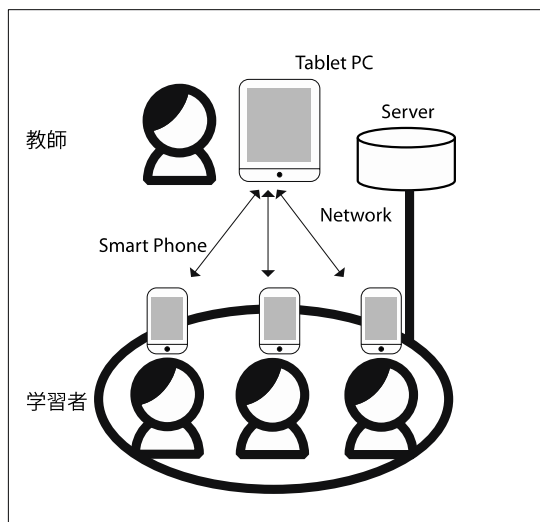 Tablet PC
Server
教師
Network
Smart Phone
学習者